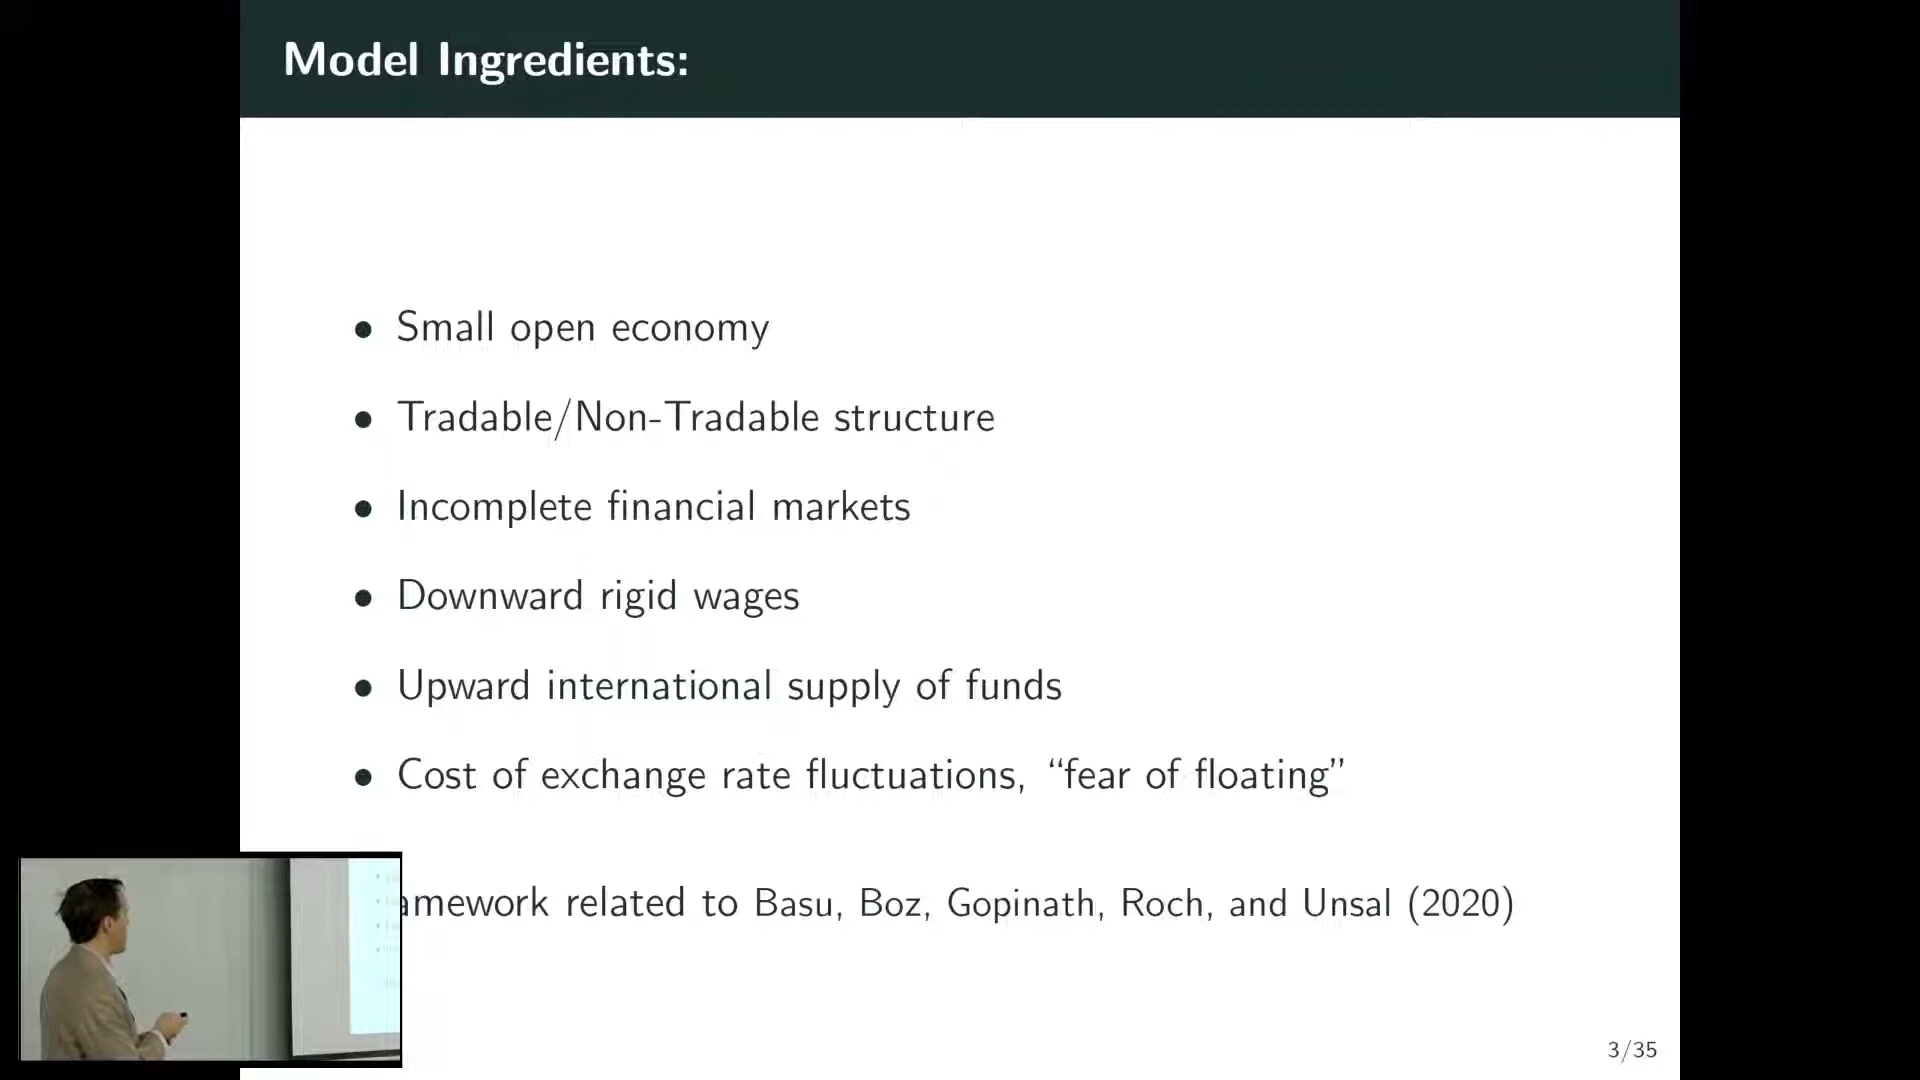 Model Ingredients:
• Small open economy
• Tradable/Non-Tradable structure
• Incomplete financial markets
• Downward rigid wages
• Upward international supply of funds
• Cost of exchange rate fluctuations, “fear of floating”
related to Basu, Boz, Gopinath, Roch, and Unsal (2020)
3/35